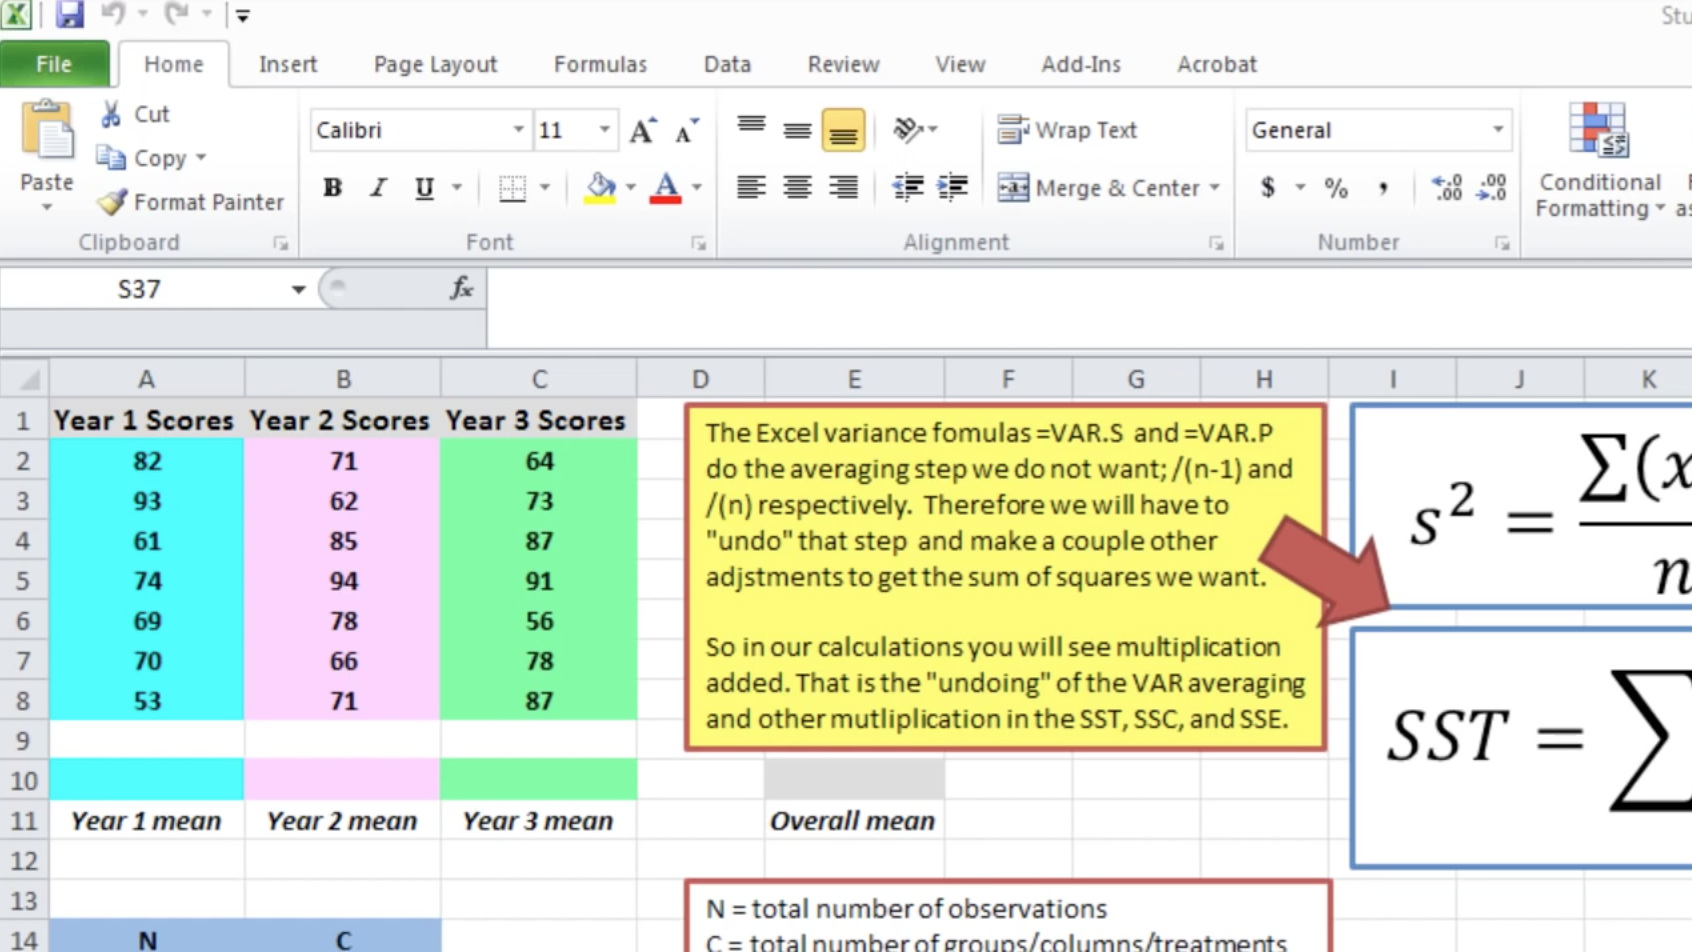 Stu
File Home Insert Page Layout Formulas Data Review View Add-Ins Acrobat
Cut
Copy
Format Painter
Paste
Clipboard
Calibri 11
B I U
Font
Wrap Text
Merge & Center
Alignment
General
$ % ,
Number
Conditional
Formatting
as
S37 fx
A B C D E F G H I J K
1 Year 1 Scores Year 2 Scores Year 3 Scores
2 82 71 64
3 93 62 73
4 61 85 87
5 74 94 91
6 69 78 56
7 70 66 78
8 53 71 87
9
10
11 Year 1 mean Year 2 mean Year 3 mean Overall mean
12
13
14 N C
The Excel variance fomulas =VAR.S and =VAR.P
do the averaging step we do not want; /(n-1) and
/(n) respectively. Therefore we will have to
"undo" that step and make a couple other
adjstments to get the sum of squares we want.
So in our calculations you will see multiplication
added. That is the "undoing" of the VAR averaging
and other mutliplication in the SST, SSC, and SSE.
s² = ∑(x
n
SST = ∑
N = total number of observations
C = total number of groups/columns/treatments